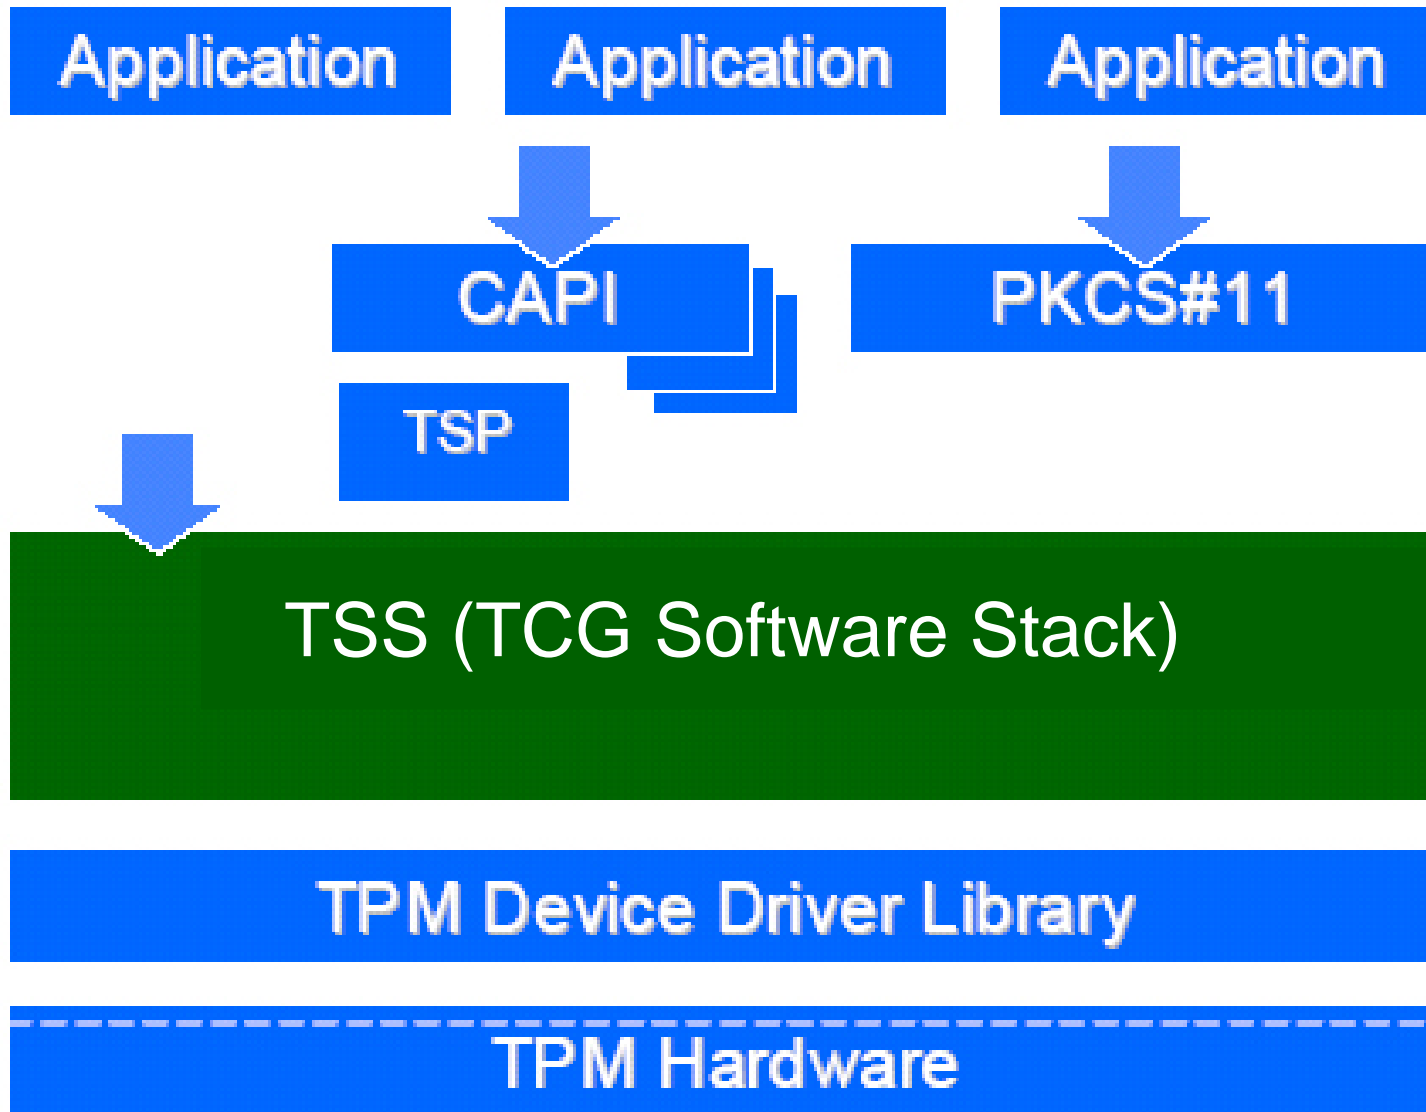 Application
Application
Application
CAPI
PKCS#11
TSP
TSS (TCG Software Stack)
TPM Device Driver Library
TPM Hardware